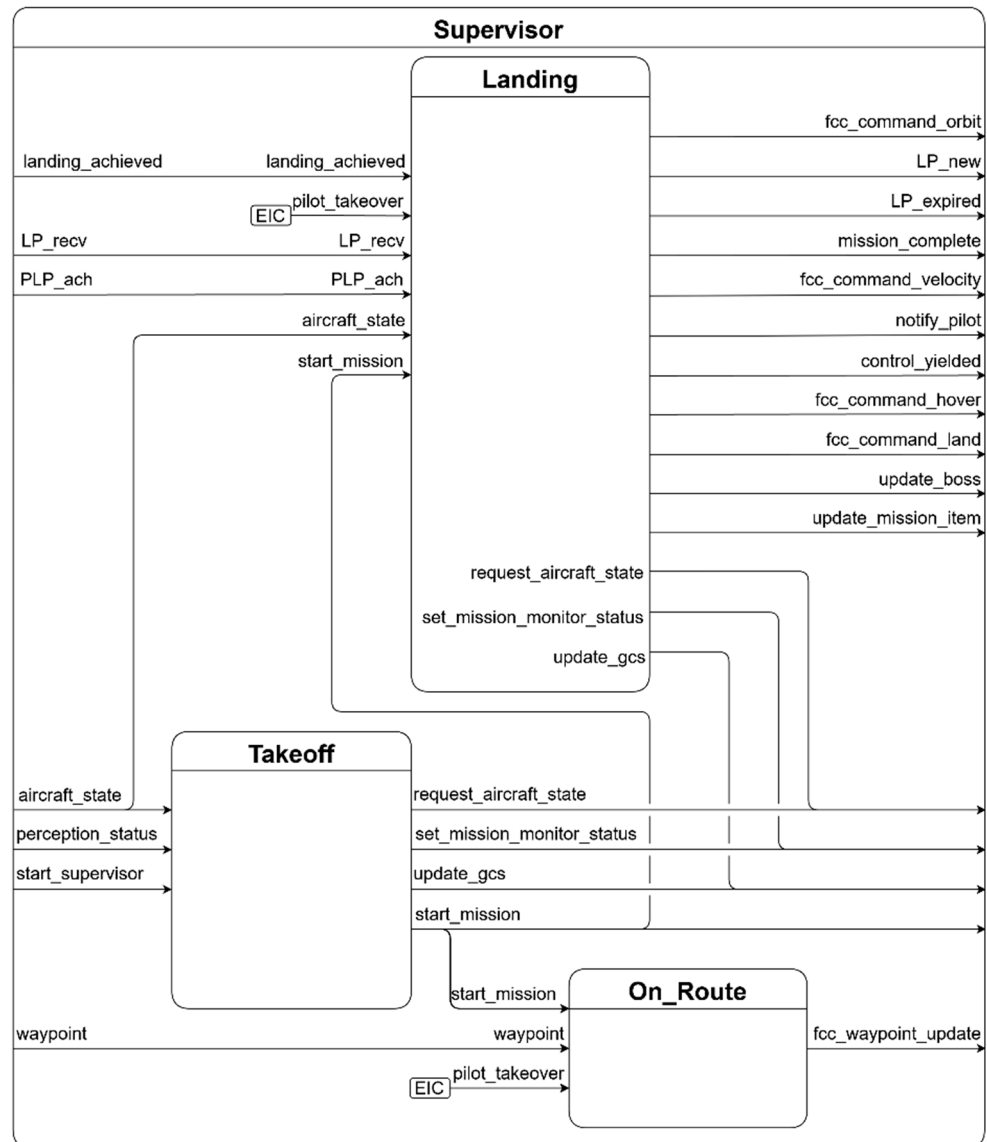 Supervisor
Landing
fcc_command_orbit
landing_achieved
landing_achieved
LP_new
EIC
pilot_takeover
LP_expired
LP_recv
LP_recv
mission_complete
PLP_ach
PLP_ach
fcc_command_velocity
aircraft_state
notify_pilot
start_mission
control_yielded
fcc_command_hover
fcc_command_land
update_boss
update_mission_item
request_aircraft_state
set_mission_monitor_status
update_gcs
Takeoff
aircraft_state
request_aircraft_state
perception_status
set_mission_monitor_status
start_supervisor
update_gcs
start_mission
start_mission
On_Route
waypoint
waypoint
fcc_waypoint_update
EIC
pilot_takeover